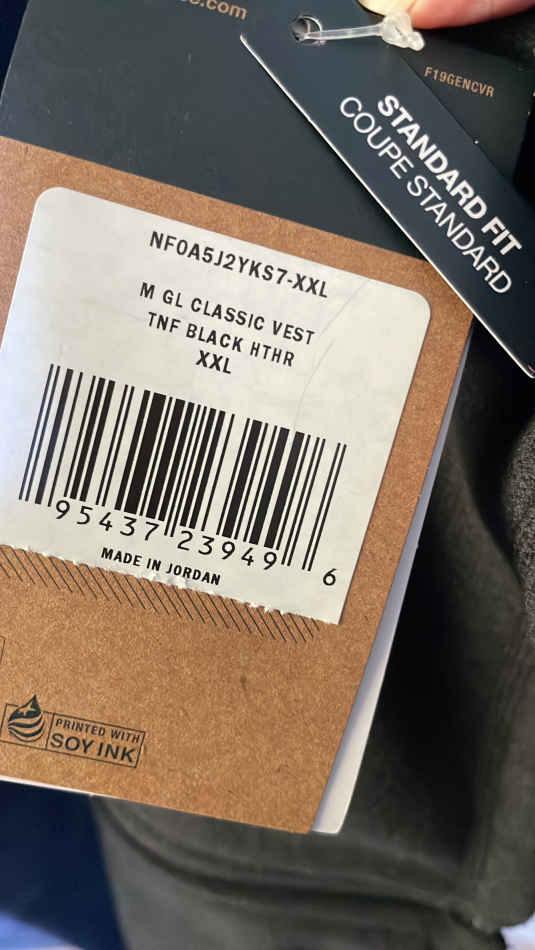 F19GENCVR
STANDARD FIT
COUPE STANDARD
NF0A5J2YKS7-XXL
M GL CLASSIC VEST
TNF BLACK HTHR
XXL
95437 23949 6
MADE IN JORDAN
PRINTED WITH
SOY INK